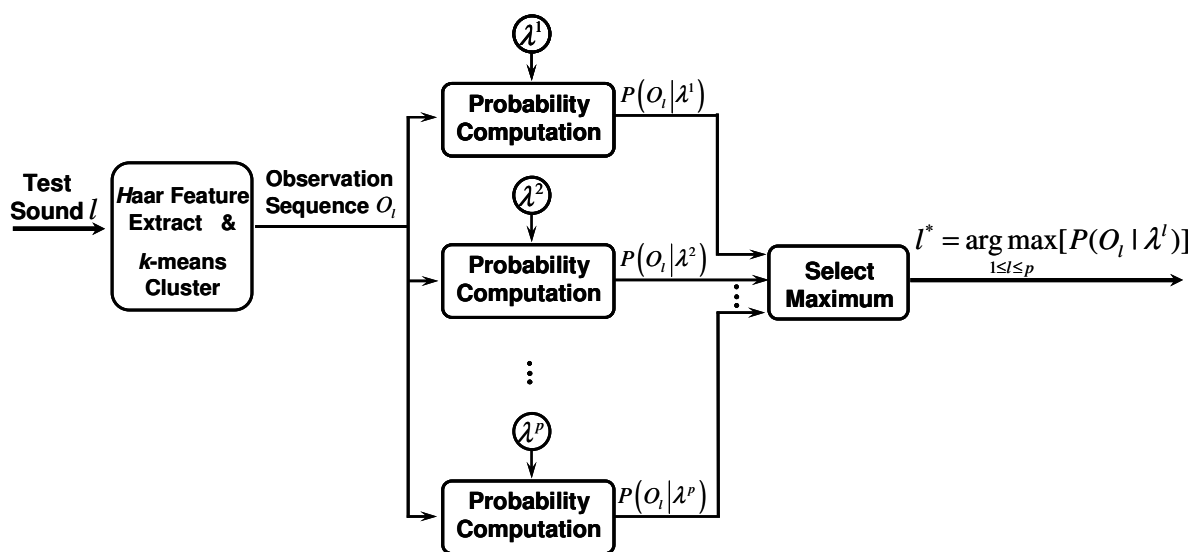 Test
Sound l
Haar Feature
Extract &
k-means
Cluster
Observation
Sequence O_l
λ^1
Probability
Computation
P(O_l|λ^1)
λ^2
Probability
Computation
P(O_l|λ^2)
⋮
λ^p
Probability
Computation
P(O_l|λ^p)
⋮
Select
Maximum
l^* = arg max[P(O_l | λ^l)]
1≤l≤p